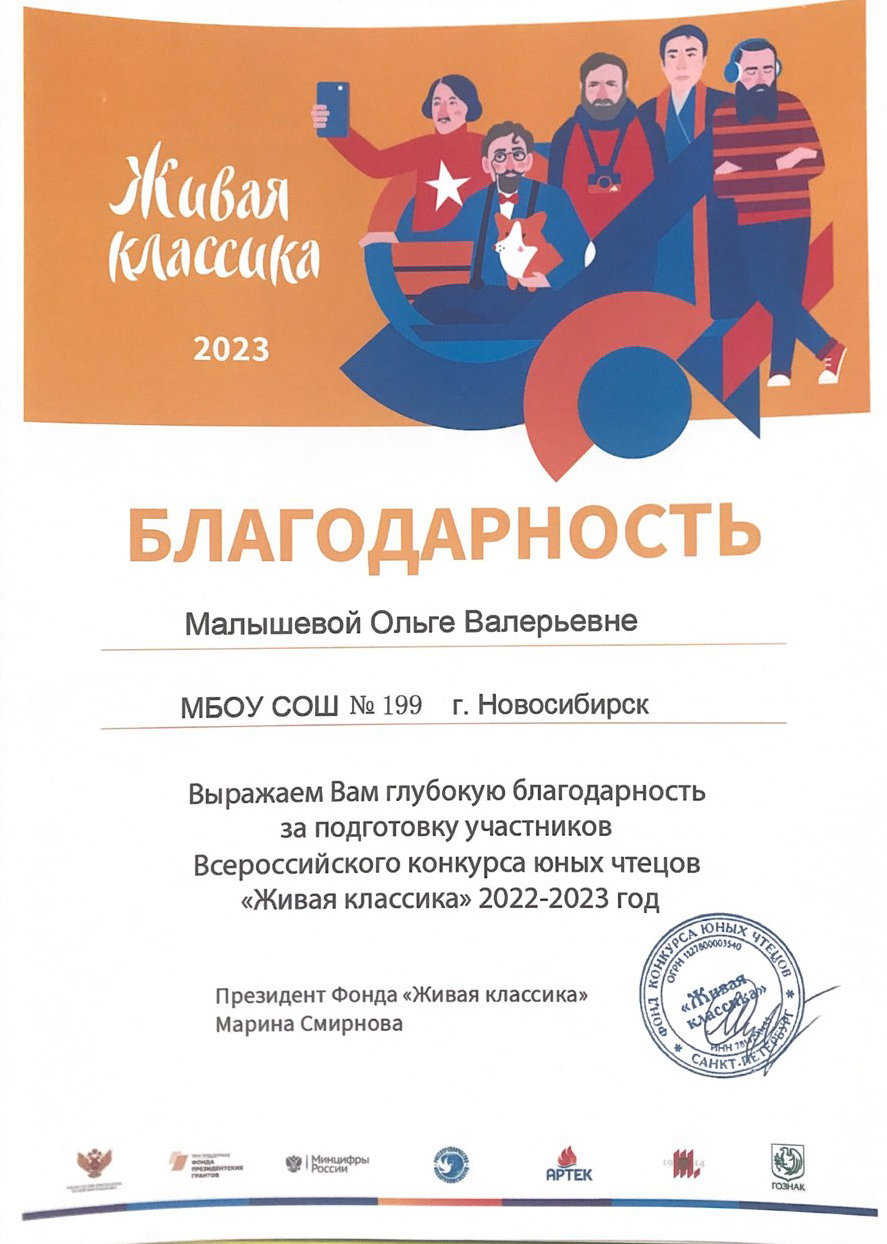 Живая
классика
2023
БЛАГОДАРНОСТЬ
Малышевой Ольге Валерьевне
МБОУ СОШ № 199 г. Новосибирск
Выражаем Вам глубокую благодарность
за подготовку участников
Всероссийского конкурса юных чтецов
«Живая классика» 2022-2023 год
Президент Фонда «Живая классика»
Марина Смирнова
ФОНД КОНКУРСА ЮНЫХ ЧТЕЦОВ
ОГРН 1127800003540
«Живая
классика»
ИНН
САНКТ-ПЕТЕРБУРГ
ФОНДА
ПРЕЗИДЕНТСКИХ
ГРАНТОВ
Минцифры
России
АРТЕК
ГОЗНАК